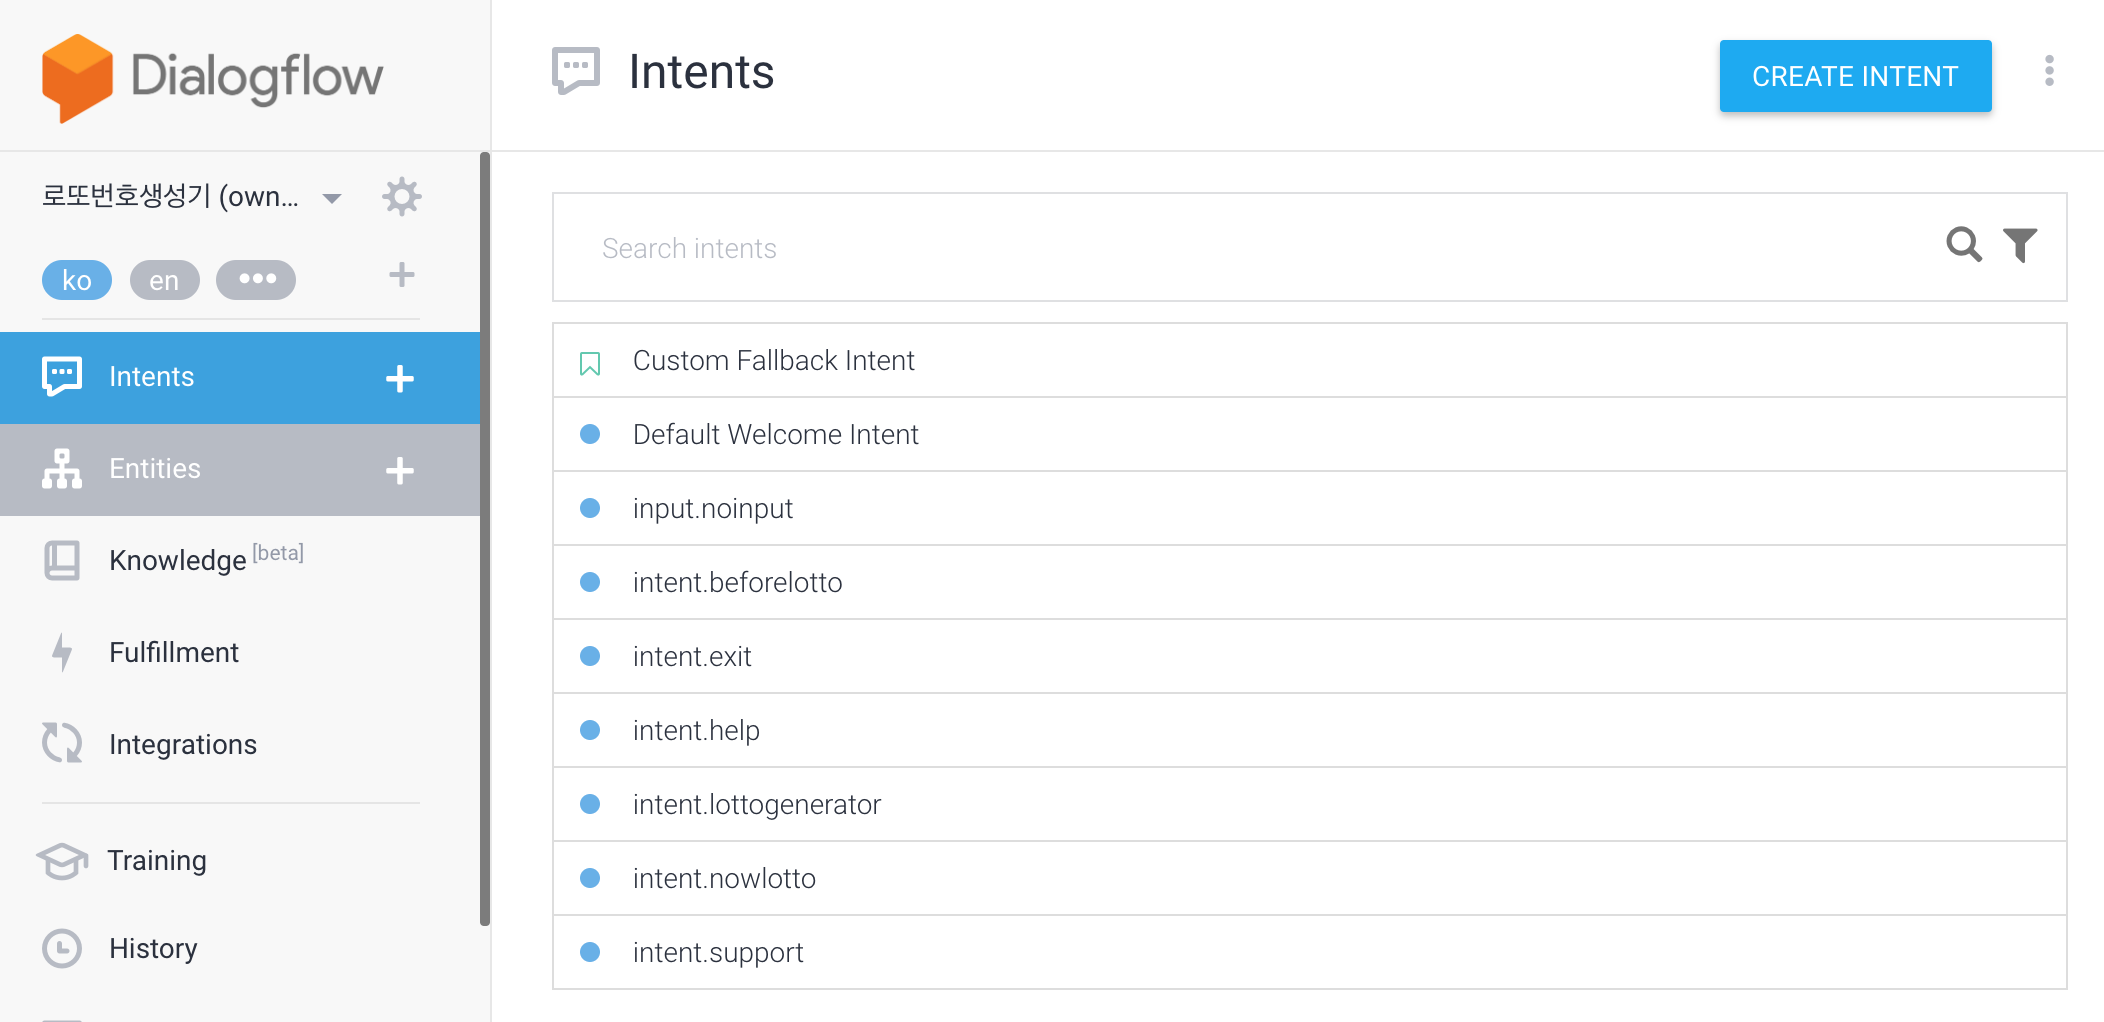 Dialogflow
로또번호생성기 (own...
ko
en
Intents
Entities
Knowledge [beta]
Fulfillment
Integrations
Training
History
Intents
CREATE INTENT
Search intents
Custom Fallback Intent
Default Welcome Intent
input.noinput
intent.beforelotto
intent.exit
intent.help
intent.lottogenerator
intent.nowlotto
intent.support